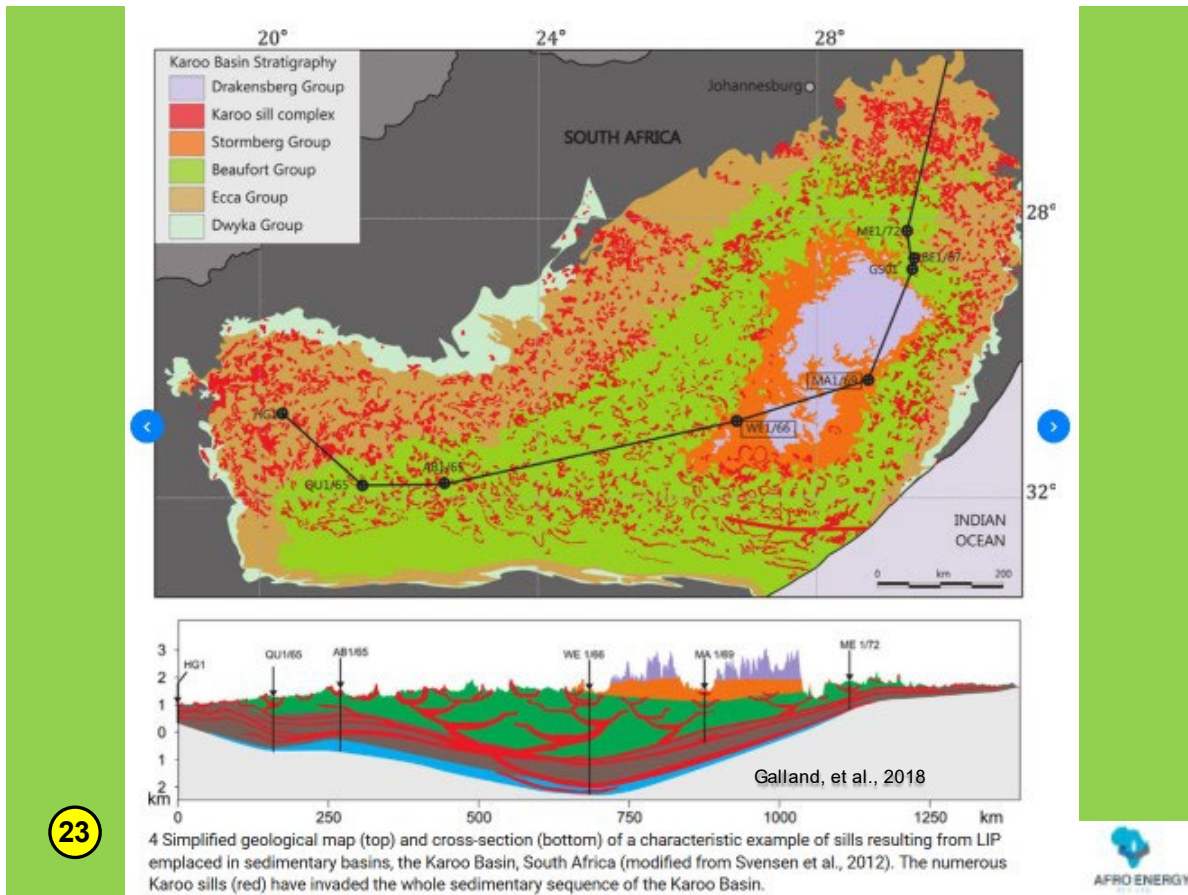 20°
24°
28°
Karoo Basin Stratigraphy
Drakensberg Group
Karoo sill complex
Stormberg Group
Beaufort Group
Ecca Group
Dwyka Group
Johannesburg
SOUTH AFRICA
28°
ME1/72
BE1/67
GS01
MA1/69
HG1
WE1/66
AB1/65
QU1/65
32°
INDIAN
OCEAN
0 km 200
3
2
1
0
1
2
km
HG1
QU1/65
AB1/65
WE 1/66
MA 1/69
ME 1/72
Galland, et al., 2018
0 250 500 750 1000 1250 km
23
4 Simplified geological map (top) and cross-section (bottom) of a characteristic example of sills resulting from LIP
emplaced in sedimentary basins, the Karoo Basin, South Africa (modified from Svensen et al., 2012). The numerous
Karoo sills (red) have invaded the whole sedimentary sequence of the Karoo Basin.
AFRO ENERGY